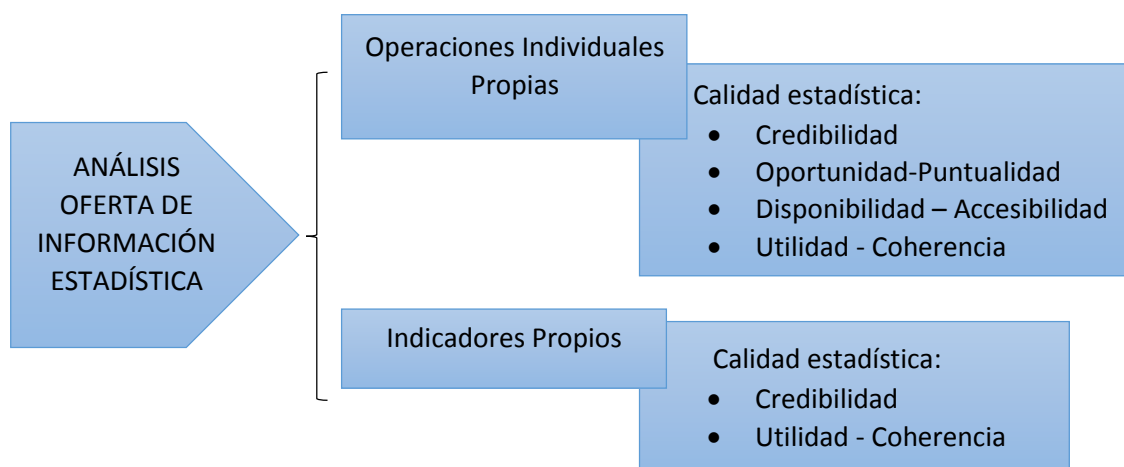 ANÁLISIS
OFERTA DE
INFORMACIÓN
ESTADÍSTICA
Operaciones Individuales
Propias
Calidad estadística:
• Credibilidad
• Oportunidad-Puntualidad
• Disponibilidad – Accesibilidad
• Utilidad - Coherencia
Indicadores Propios
Calidad estadística:
• Credibilidad
• Utilidad - Coherencia